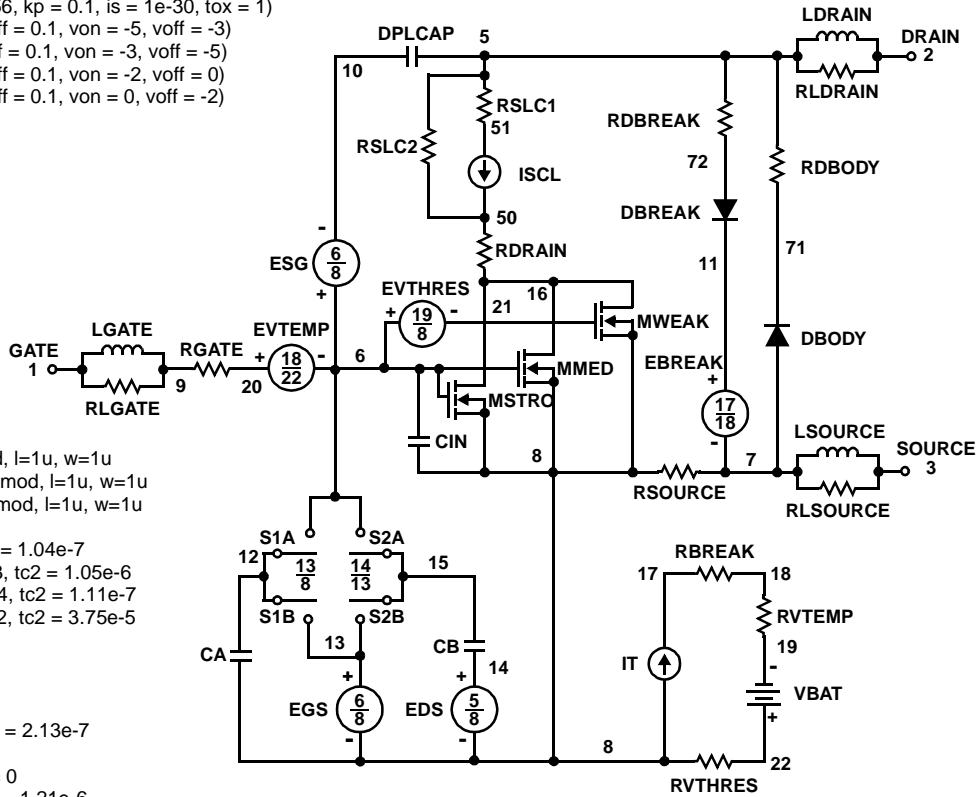 56, kp = 0.1, is = 1e-30, tox = 1)
ff = 0.1, von = -5, voff = -3)
f = 0.1, von = -3, voff = -5)
ff = 0.1, von = -2, voff = 0)
ff = 0.1, von = 0, voff = -2)
LDRAIN
DPLCAP
5
DRAIN
2
10
RLDRAIN
RSLC1
51
RDBREAK
RSLC2
72
RDBODY
ISCL
DBREAK
50
71
RDRAIN
ESG
6
8
11
EVTHRES
19
8
16
21
MWEAK
LGATE
EVTEMP
DBODY
GATE
1
RGATE
18
22
6
MMED
EBREAK
9
20
MSTRO
17
18
RLGATE
LSOURCE
CIN
8
7
SOURCE
3
RSOURCE
RLSOURCE
d, l=1u, w=1u
mod, l=1u, w=1u
mod, l=1u, w=1u
= 1.04e-7
3, tc2 = 1.05e-6
4, tc2 = 1.11e-7
2, tc2 = 3.75e-5
S1A
S2A
12
13
8
14
13
15
RBREAK
17
18
S1B
S2B
RVTEMP
13
CB
19
CA
14
IT
VBAT
EGS
6
8
EDS
5
8
= 2.13e-7
8
22
RVTHRES
= 0